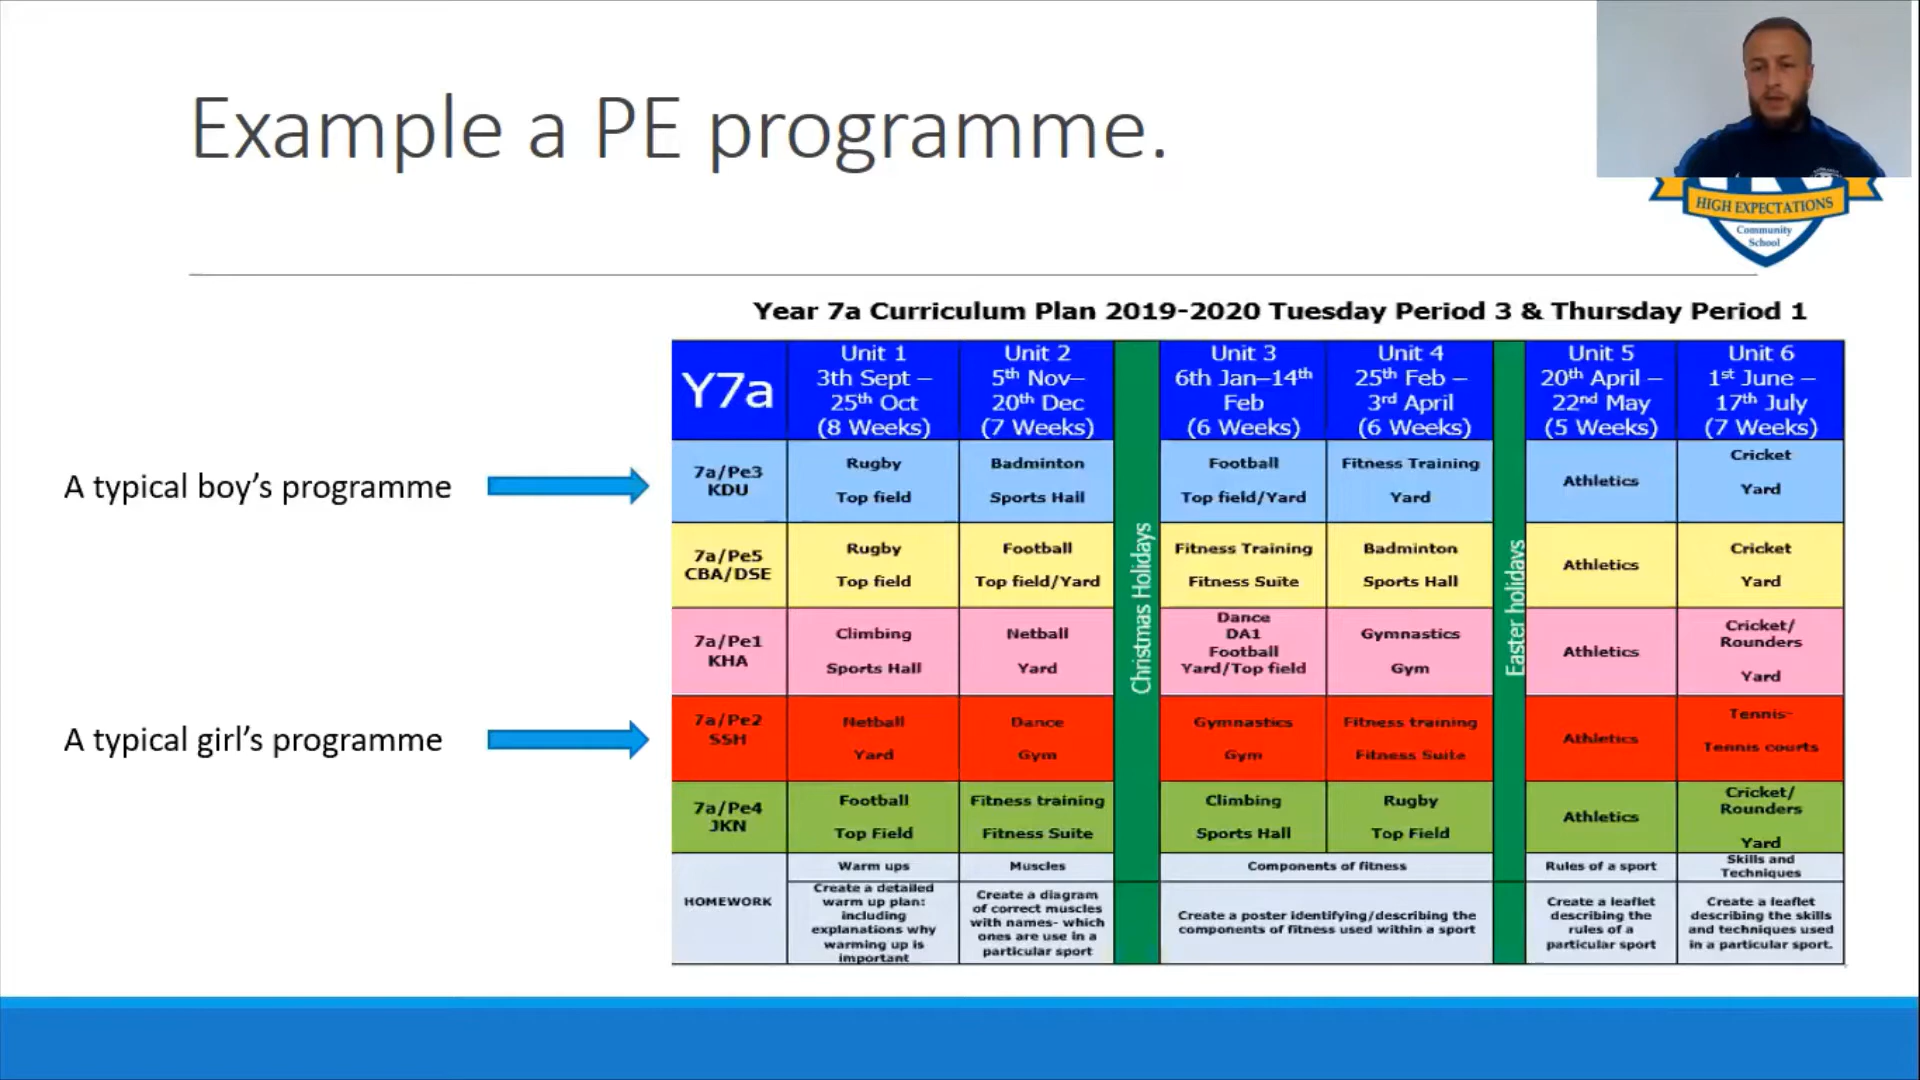 Example a PE programme.
HIGH EXPECTATIONS
Community
School
Year 7a Curriculum Plan 2019-2020 Tuesday Period 3 & Thursday Period 1
Y7a
Unit 1
3th Sept –
25th Oct
(8 Weeks)
Unit 2
5th Nov–
20th Dec
(7 Weeks)
Christmas Holidays
Unit 3
6th Jan–14th
Feb
(6 Weeks)
Unit 4
25th Feb –
3rd April
(6 Weeks)
Easter holidays
Unit 5
20th April –
22nd May
(5 Weeks)
Unit 6
1st June –
17th July
(7 Weeks)
A typical boy’s programme
7a/Pe3
KDU
Rugby
Top field
Badminton
Sports Hall
Football
Top field/Yard
Fitness Training
Yard
Athletics
Cricket
Yard
7a/Pe5
CBA/DSE
Rugby
Top field
Football
Top field/Yard
Fitness Training
Fitness Suite
Badminton
Sports Hall
Athletics
Cricket
Yard
7a/Pe1
KHA
Climbing
Sports Hall
Netball
Yard
Dance
DA1
Football
Yard/Top field
Gymnastics
Gym
Athletics
Cricket/
Rounders
Yard
A typical girl’s programme
7a/Pe2
SSH
Netball
Yard
Dance
Gym
Gymnastics
Gym
Fitness training
Fitness Suite
Athletics
Tennis-
Tennis courts
7a/Pe4
JKN
Football
Top Field
Fitness training
Fitness Suite
Climbing
Sports Hall
Rugby
Top Field
Athletics
Cricket/
Rounders
Yard
HOMEWORK
Warm ups
Muscles
Components of fitness
Rules of a sport
Skills and
Techniques
Create a detailed
warm up plan:
including
explanations why
warming up is
important
Create a diagram
of correct muscles
with names- which
ones are use in a
particular sport
Create a poster identifying/describing the
components of fitness used within a sport
Create a leaflet
describing the
rules of a
particular sport
Create a leaflet
describing the skills
and techniques used
in a particular sport.